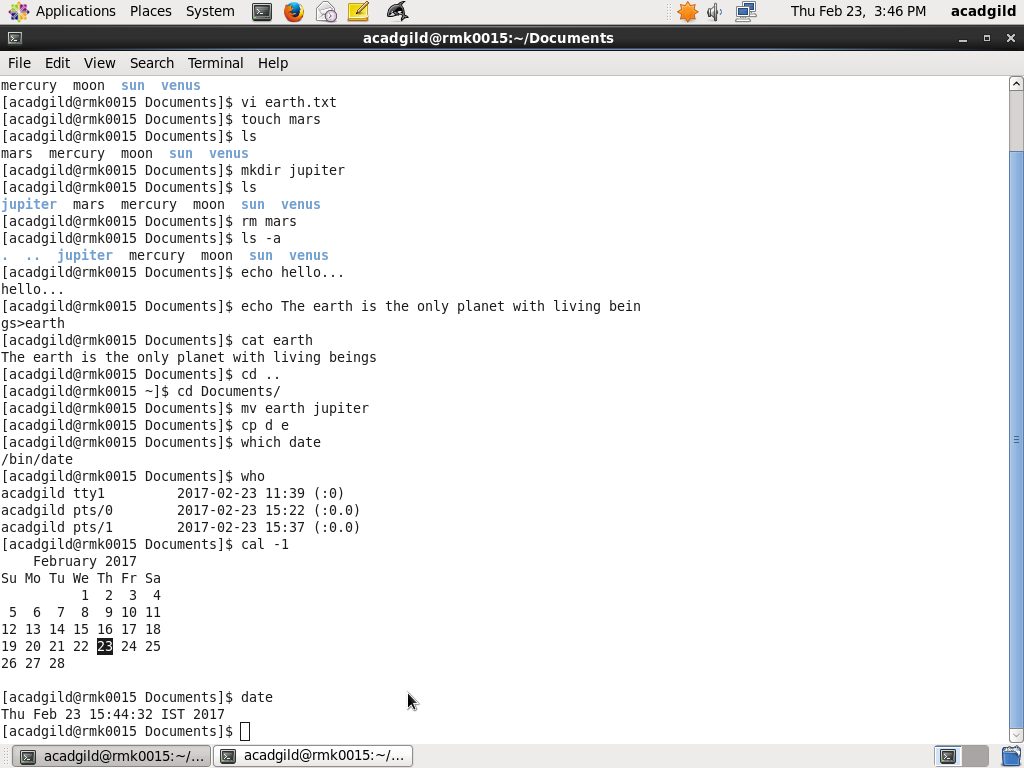 Applications Places System Thu Feb 23, 3:46 PM acadgild
acadgild@rmk0015:~/Documents
File Edit View Search Terminal Help
mercury  moon  sun  venus
[acadgild@rmk0015 Documents]$ vi earth.txt
[acadgild@rmk0015 Documents]$ touch mars
[acadgild@rmk0015 Documents]$ ls
mars  mercury  moon  sun  venus
[acadgild@rmk0015 Documents]$ mkdir jupiter
[acadgild@rmk0015 Documents]$ ls
jupiter  mars  mercury  moon  sun  venus
[acadgild@rmk0015 Documents]$ rm mars
[acadgild@rmk0015 Documents]$ ls -a
.  ..  jupiter  mercury  moon  sun  venus
[acadgild@rmk0015 Documents]$ echo hello...
hello...
[acadgild@rmk0015 Documents]$ echo The earth is the only planet with living bein
gs>earth
[acadgild@rmk0015 Documents]$ cat earth
The earth is the only planet with living beings
[acadgild@rmk0015 Documents]$ cd ..
[acadgild@rmk0015 ~]$ cd Documents/
[acadgild@rmk0015 Documents]$ mv earth jupiter
[acadgild@rmk0015 Documents]$ cp d e
[acadgild@rmk0015 Documents]$ which date
/bin/date
[acadgild@rmk0015 Documents]$ who
acadgild tty1         2017-02-23 11:39 (:0)
acadgild pts/0        2017-02-23 15:22 (:0.0)
acadgild pts/1        2017-02-23 15:37 (:0.0)
[acadgild@rmk0015 Documents]$ cal -1
    February 2017
Su Mo Tu We Th Fr Sa
          1  2  3  4
 5  6  7  8  9 10 11
12 13 14 15 16 17 18
19 20 21 22 23 24 25
26 27 28
[acadgild@rmk0015 Documents]$ date
Thu Feb 23 15:44:32 IST 2017
[acadgild@rmk0015 Documents]$
acadgild@rmk0015:~/... acadgild@rmk0015:~/...